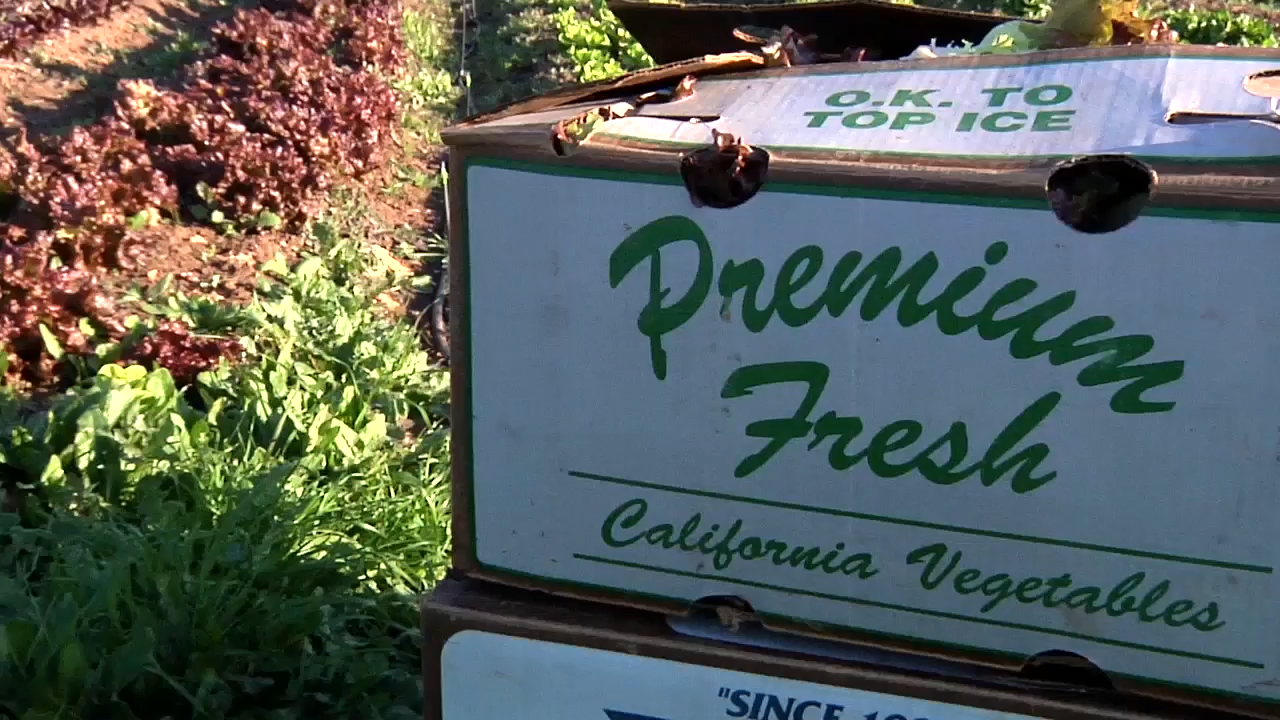 O.K. TO
TOP ICE
Premium
Fresh
California Vegetables
"SINCE